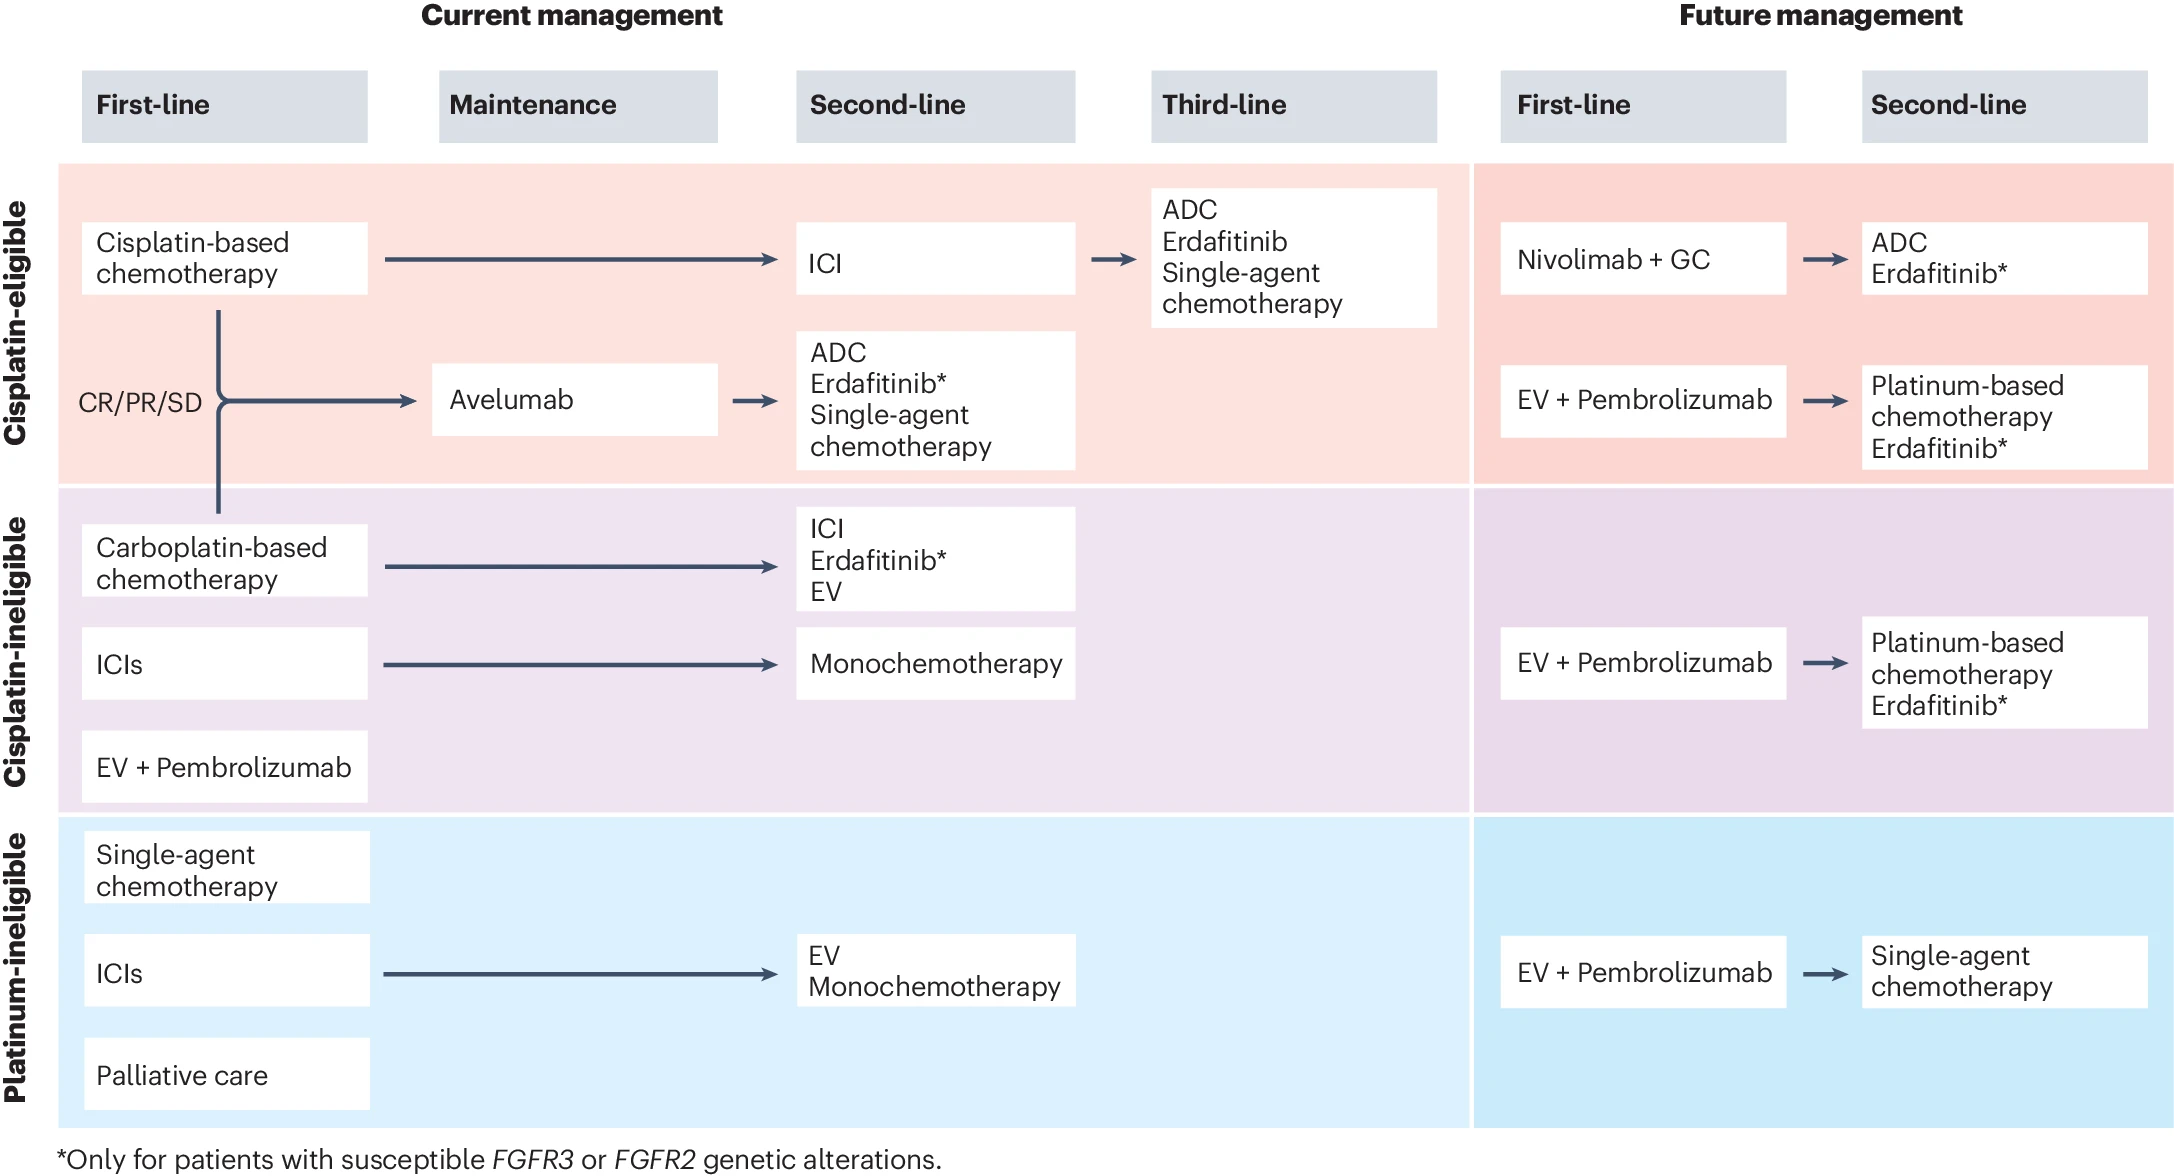 Current management
Future management
First-line
Maintenance
Second-line
Third-line
First-line
Second-line
Cisplatin-eligible
Cisplatin-based
chemotherapy
ICI
ADC
Erdafitinib
Single-agent
chemotherapy
Nivolimab + GC
ADC
Erdafitinib*
CR/PR/SD
Avelumab
ADC
Erdafitinib*
Single-agent
chemotherapy
EV + Pembrolizumab
Platinum-based
chemotherapy
Erdafitinib*
Cisplatin-ineligible
Carboplatin-based
chemotherapy
ICI
Erdafitinib*
EV
ICIs
Monochemotherapy
EV + Pembrolizumab
EV + Pembrolizumab
Platinum-based
chemotherapy
Erdafitinib*
Platinum-ineligible
Single-agent
chemotherapy
ICIs
EV
Monochemotherapy
Palliative care
EV + Pembrolizumab
Single-agent
chemotherapy
*Only for patients with susceptible FGFR3 or FGFR2 genetic alterations.